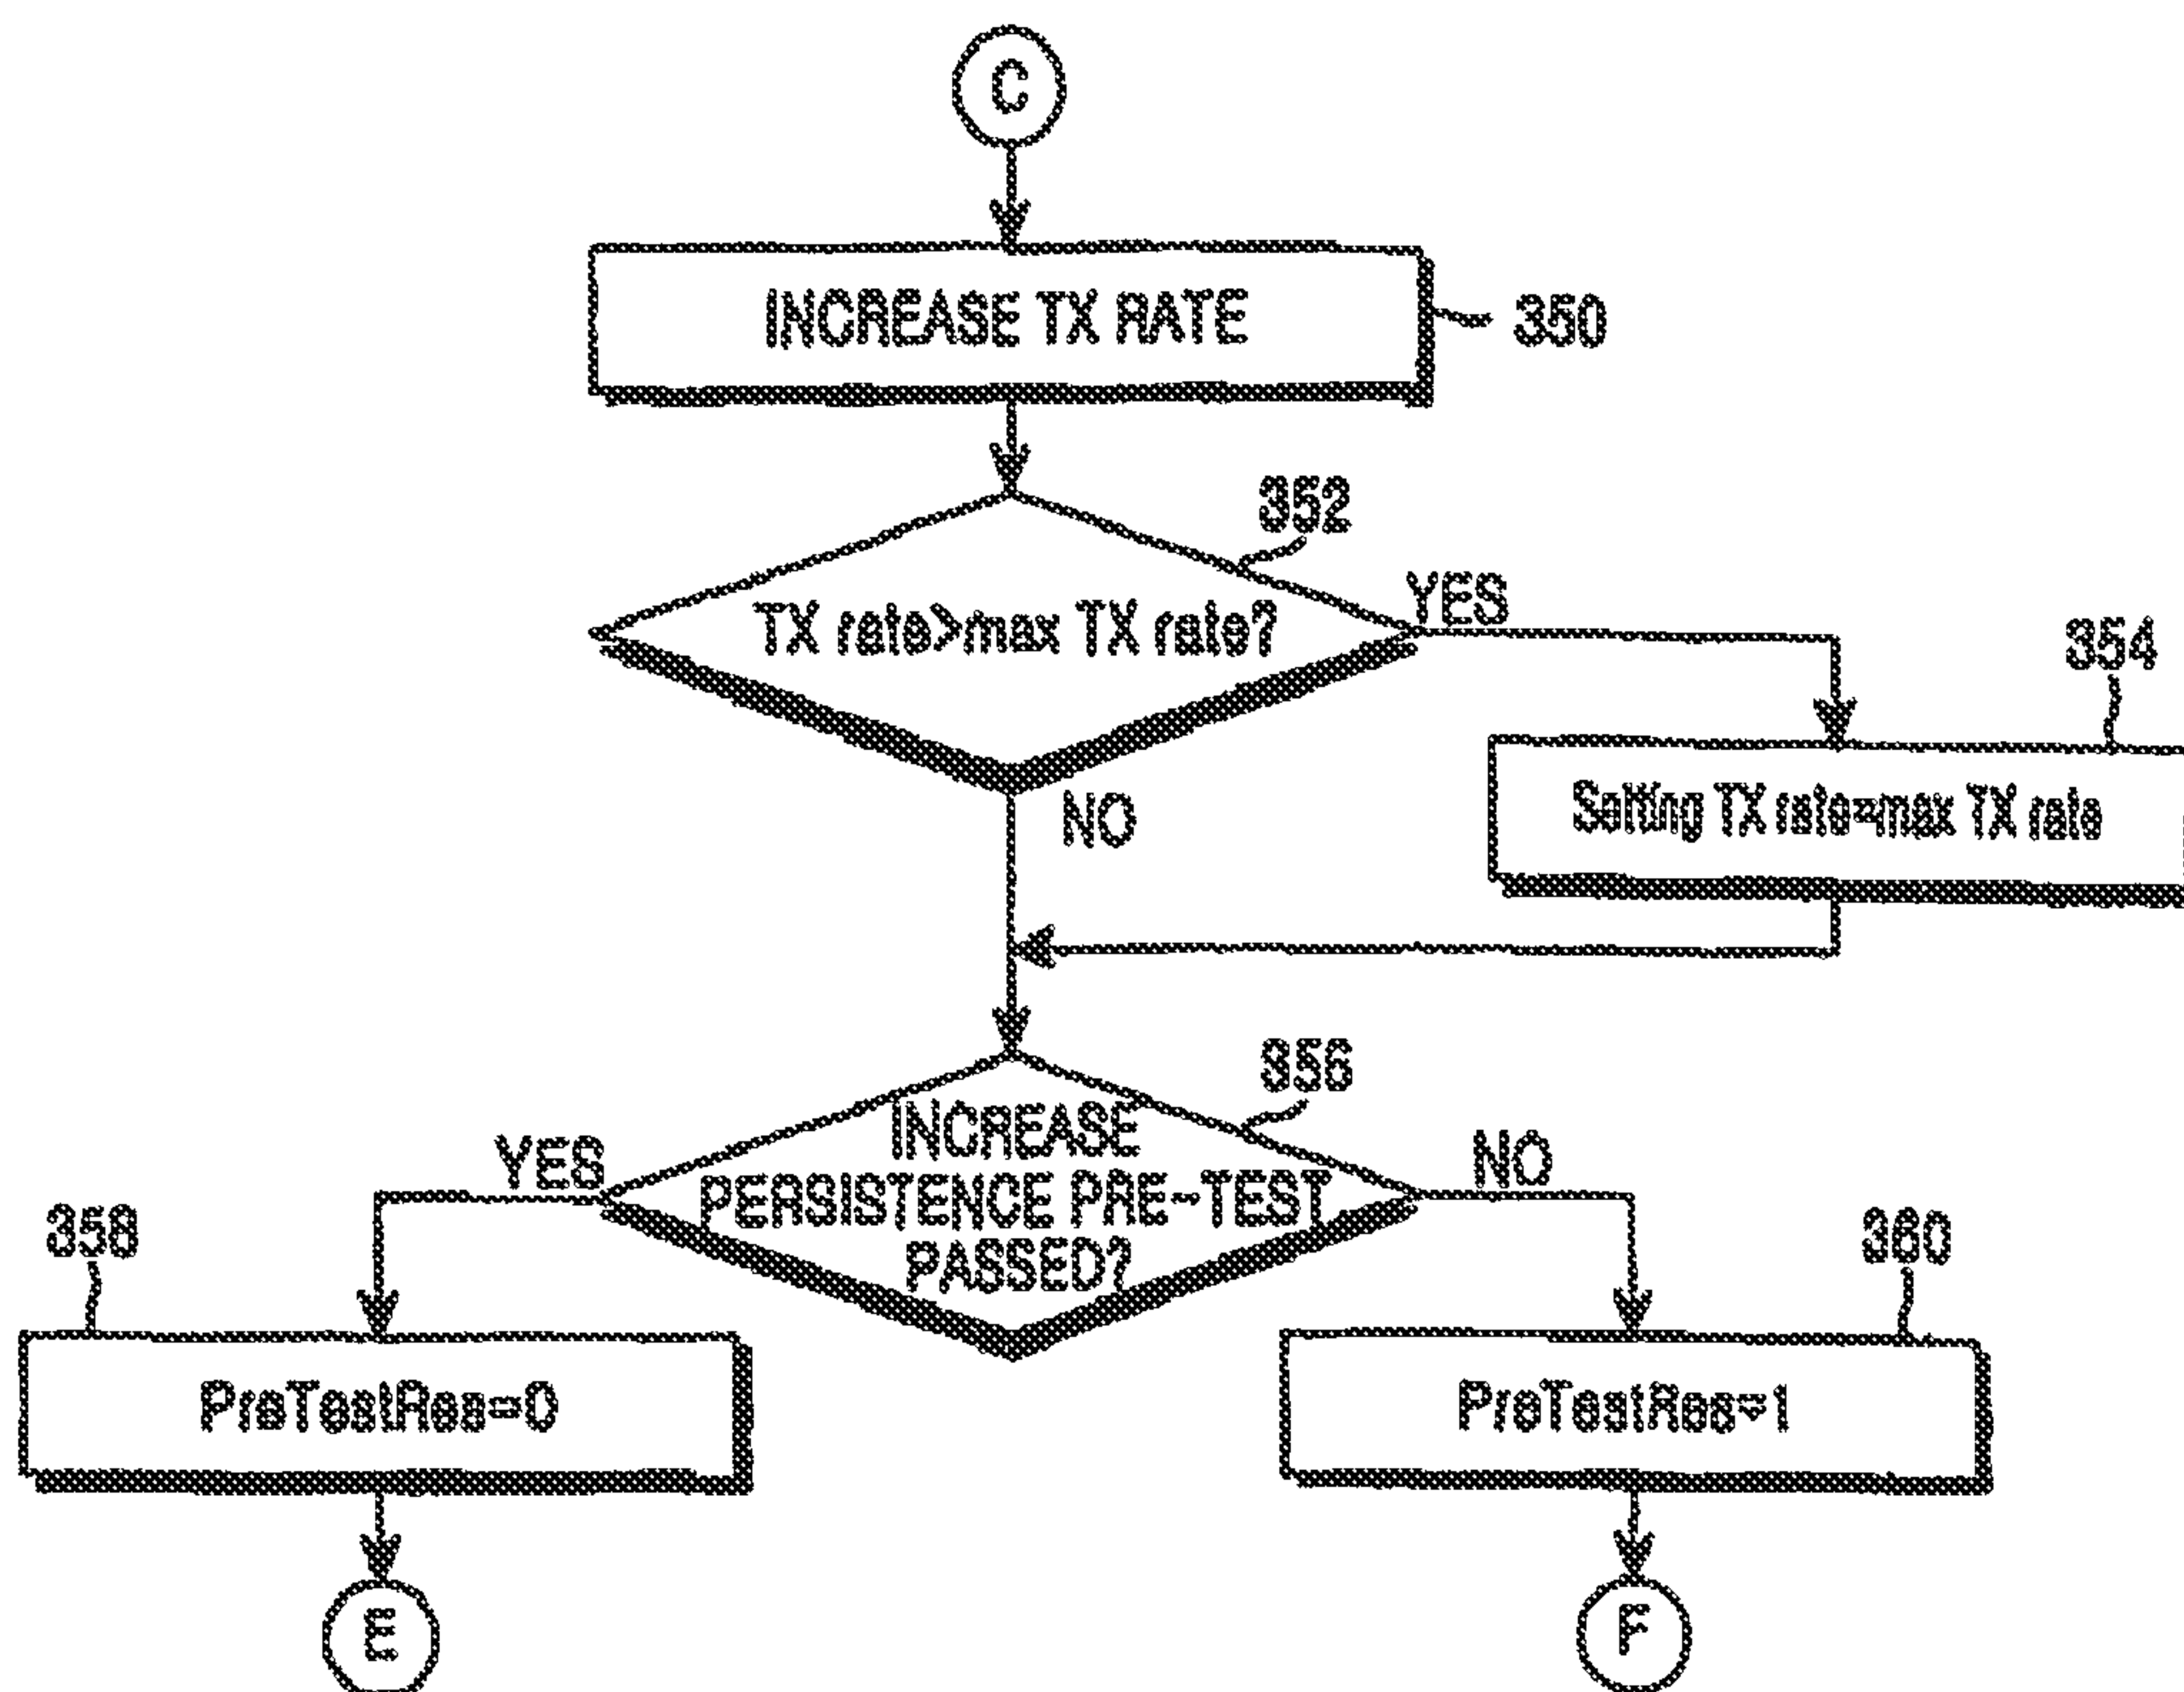 C
INCREASE TX RATE
350
352
TX rate>max TX rate?
YES
354
Setting TX rate=max TX rate
NO
356
INCREASE
PERSISTENCE PRE-TEST
PASSED?
YES
NO
358
360
PreTestRes=0
PreTestRes=1
E
F